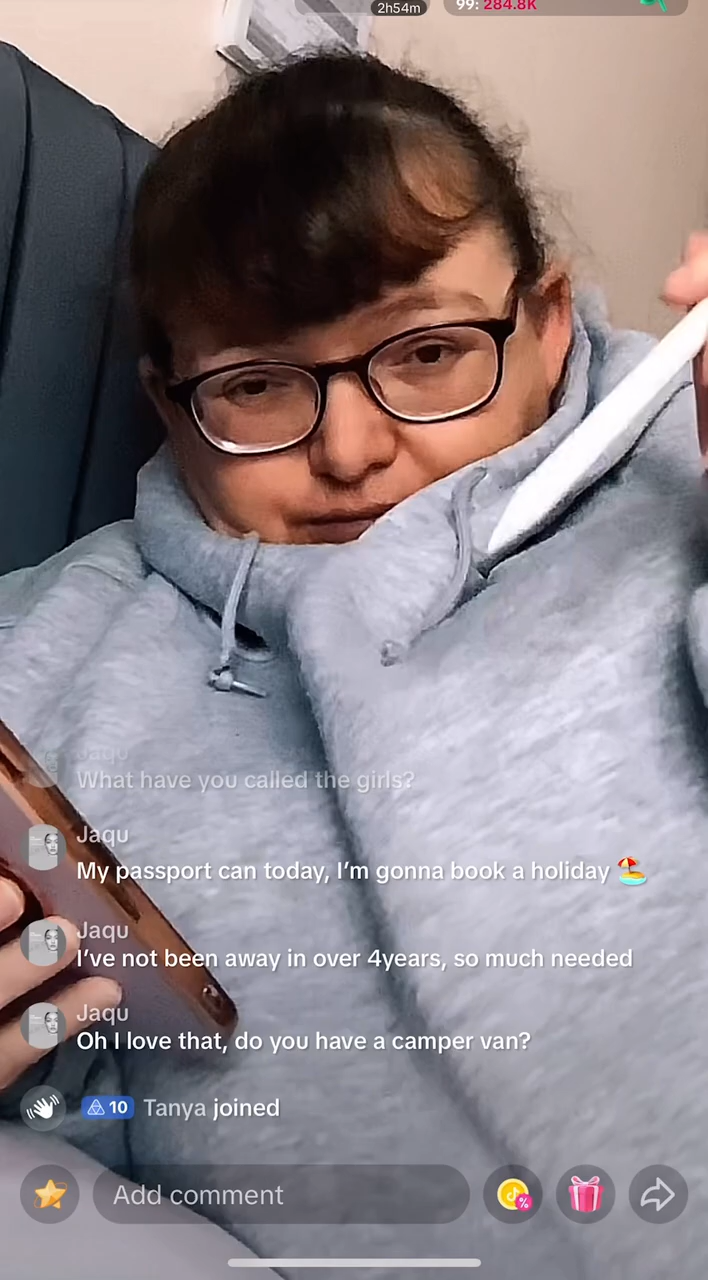 2h54m
99: 284.8K
Jaqu
What have you called the girls?
Jaqu
My passport can today, I'm gonna book a holiday 🏖️
Jaqu
I've not been away in over 4years, so much needed
Jaqu
Oh I love that, do you have a camper van?
10 Tanya joined
Add comment